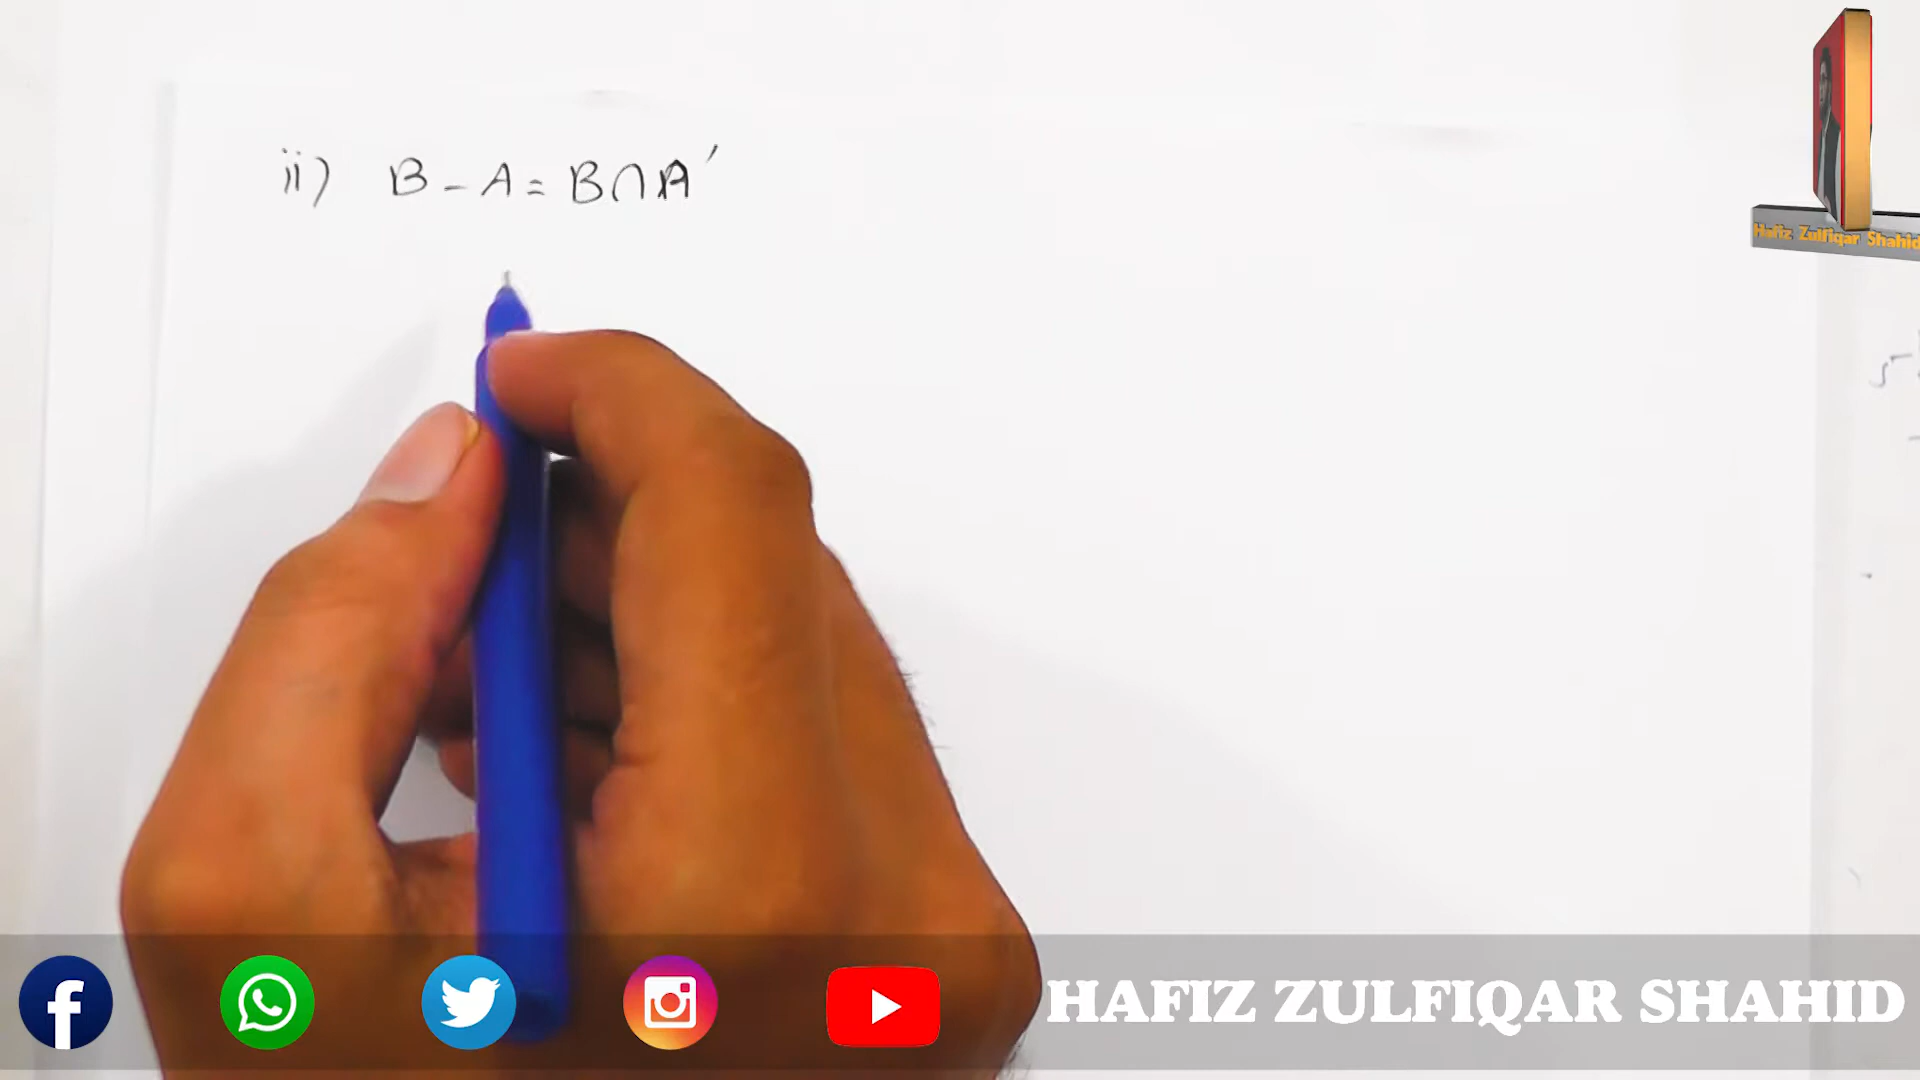 ii) B - A = B ∩ A′
Hafiz Zulfiqar Shahid
HAFIZ ZULFIQAR SHAHID